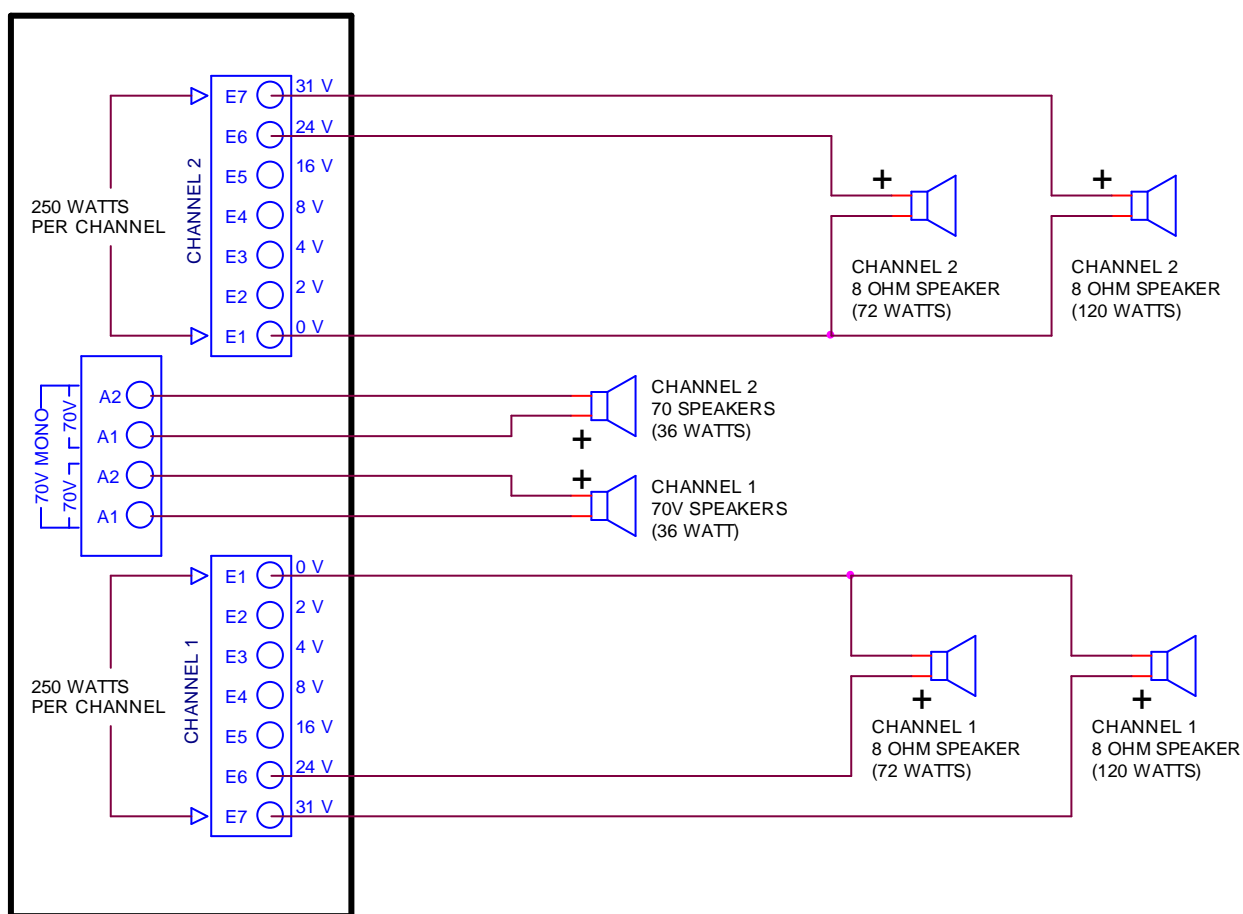 E7
31 V
E6
24 V
E5
16 V
E4
8 V
E3
4 V
E2
2 V
E1
0 V
CHANNEL 2
250 WATTS
PER CHANNEL
+
CHANNEL 2
8 OHM SPEAKER
(72 WATTS)
+
CHANNEL 2
8 OHM SPEAKER
(120 WATTS)
70V MONO
70V
70V
A2
A1
A2
A1
CHANNEL 2
70 SPEAKERS
(36 WATTS)
+
+
CHANNEL 1
70V SPEAKERS
(36 WATT)
E1
0 V
E2
2 V
E3
4 V
E4
8 V
E5
16 V
E6
24 V
E7
31 V
CHANNEL 1
250 WATTS
PER CHANNEL
+
CHANNEL 1
8 OHM SPEAKER
(72 WATTS)
+
CHANNEL 1
8 OHM SPEAKER
(120 WATTS)